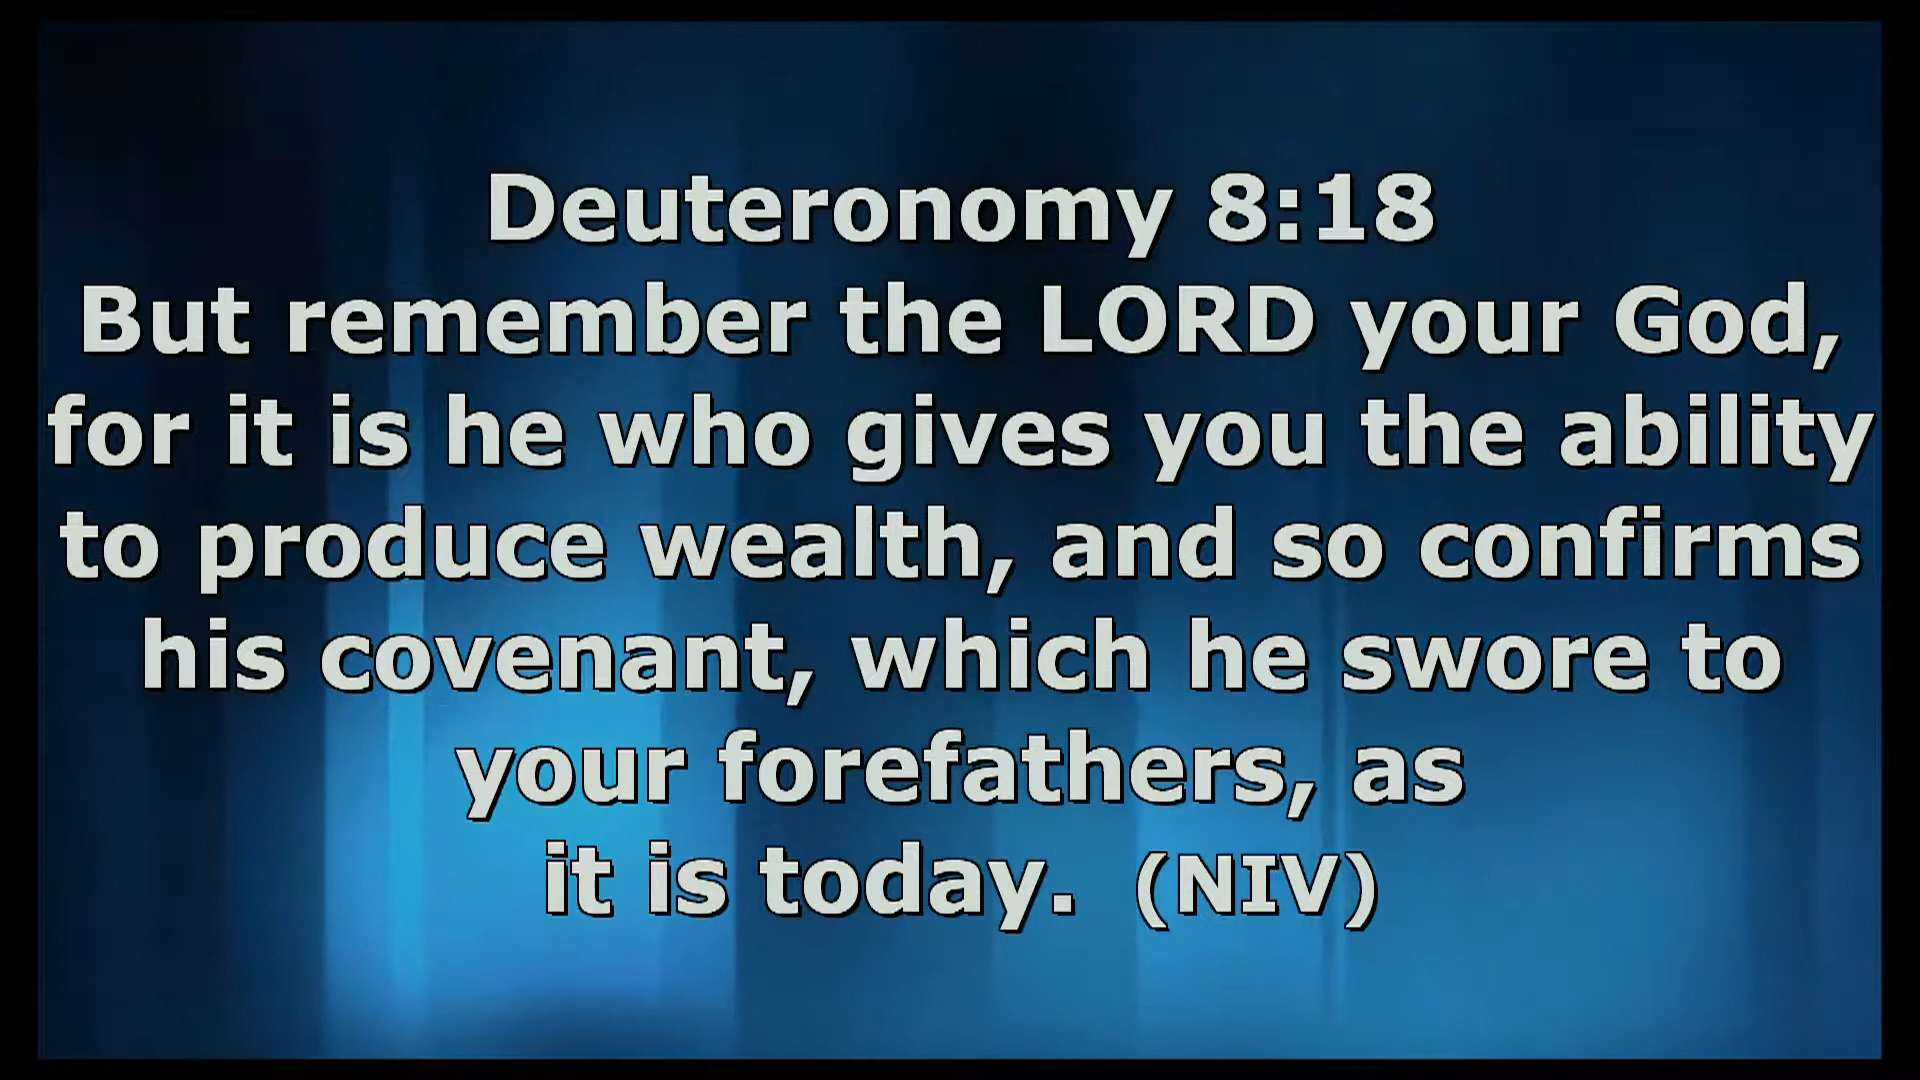 Deuteronomy 8:18
But remember the LORD your God,
for it is he who gives you the ability
to produce wealth, and so confirms
his covenant, which he swore to
your forefathers, as
it is today.  (NIV)